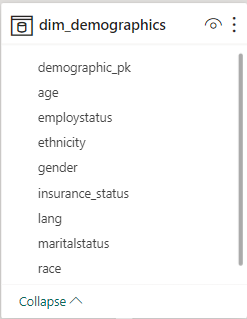 dim_demographics
demographic_pk
age
employstatus
ethnicity
gender
insurance_status
lang
maritalstatus
race
Collapse